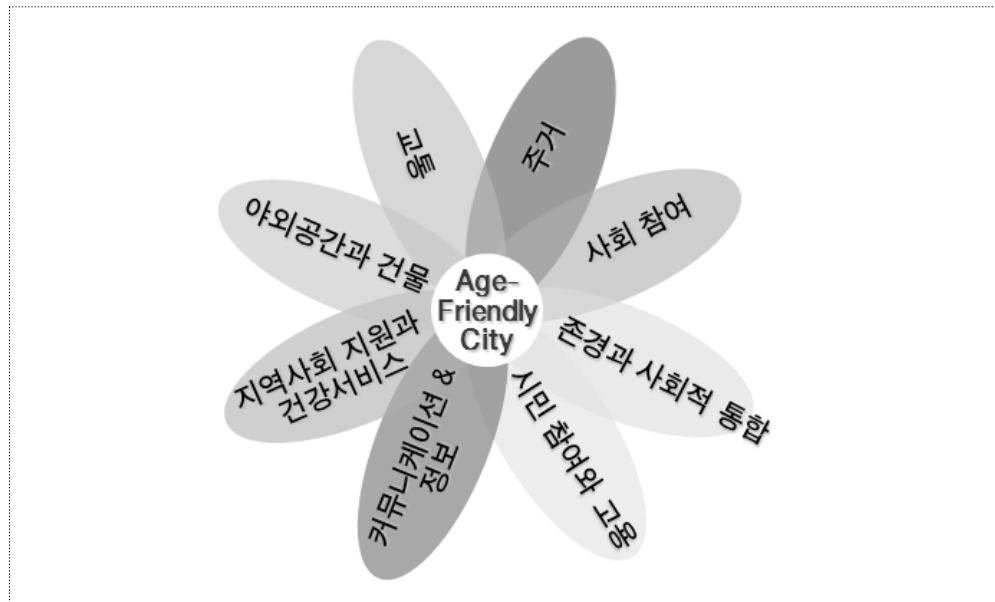 교통
주거
야외공간과 건물
사회 참여
Age-
Friendly
City
지역사회 지원과
건강서비스
존경과 사회적 통합
커뮤니케이션 &
정보
시민 참여와 고용